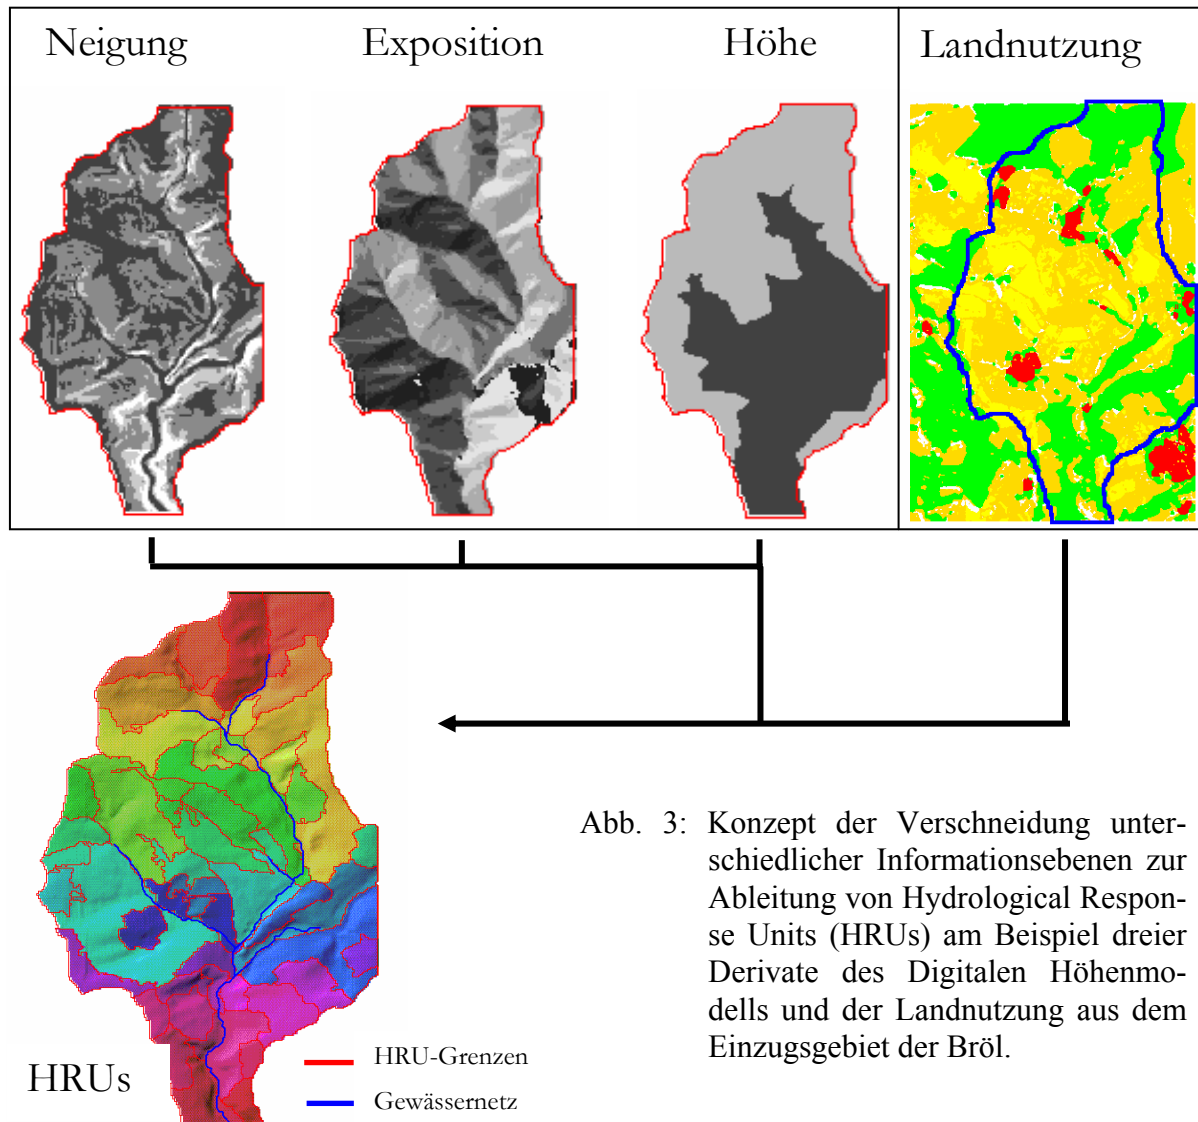 Neigung
Exposition
Höhe
Landnutzung
Abb. 3: Konzept der Verschneidung unter-
schiedlicher Informationsebenen zur
Ableitung von Hydrological Respon-
se Units (HRUs) am Beispiel dreier
Derivate des Digitalen Höhenmo-
dells und der Landnutzung aus dem
Einzugsgebiet der Bröl.
HRUs
HRU-Grenzen
Gewässernetz